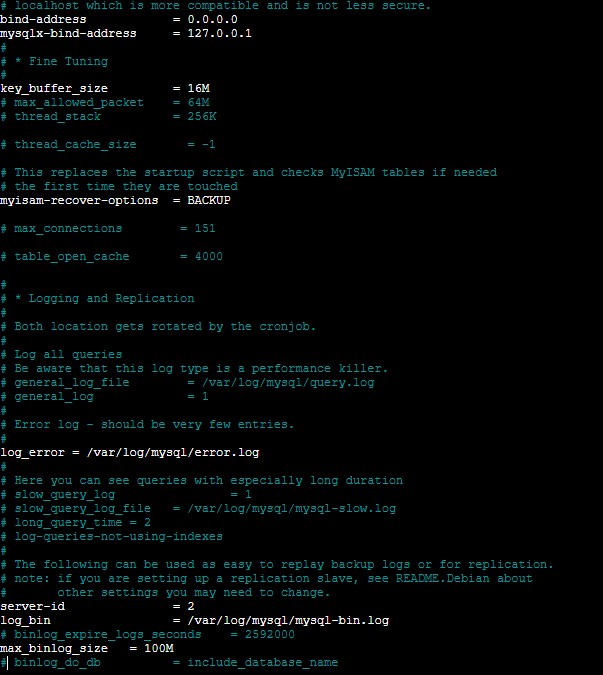 # localhost which is more compatible and is not less secure.
bind-address            = 0.0.0.0
mysqlx-bind-address     = 127.0.0.1
#
# * Fine Tuning
#
key_buffer_size         = 16M
# max_allowed_packet    = 64M
# thread_stack          = 256K
# thread_cache_size       = -1
# This replaces the startup script and checks MyISAM tables if needed
# the first time they are touched
myisam-recover-options  = BACKUP
# max_connections        = 151
# table_open_cache       = 4000
#
# * Logging and Replication
#
# Both location gets rotated by the cronjob.
#
# Log all queries
# Be aware that this log type is a performance killer.
# general_log_file        = /var/log/mysql/query.log
# general_log             = 1
#
# Error log - should be very few entries.
#
log_error = /var/log/mysql/error.log
#
# Here you can see queries with especially long duration
# slow_query_log                = 1
# slow_query_log_file   = /var/log/mysql/mysql-slow.log
# long_query_time = 2
# log-queries-not-using-indexes
#
# The following can be used as easy to replay backup logs or for replication.
# note: if you are setting up a replication slave, see README.Debian about
#       other settings you may need to change.
server-id               = 2
log_bin                 = /var/log/mysql/mysql-bin.log
# binlog_expire_logs_seconds    = 2592000
max_binlog_size   = 100M
# binlog_do_db          = include_database_name